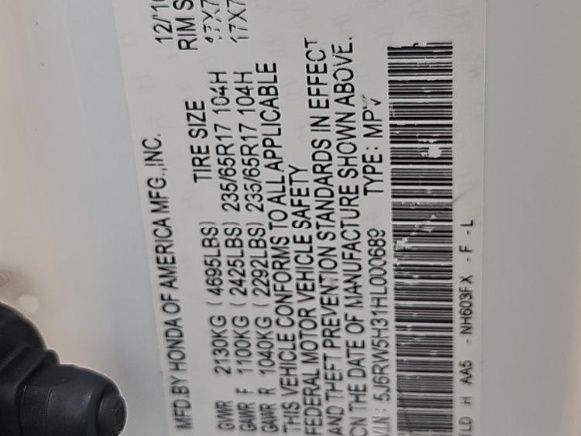 MFD.BY HONDA OF AMERICA MFG.,INC. 12/'16
TIRE SIZE RIM S
GVWR 2130KG ( 4695LBS)
GAWR F 1100KG ( 2425LBS) 235/65R17 104H 17X7
GAWR R 1040KG ( 2292LBS) 235/65R17 104H 17X7
THIS VEHICLE CONFORMS TO ALL APPLICABLE
FEDERAL MOTOR VEHICLE SAFETY
AND THEFT PREVENTION STANDARDS IN EFFECT
ON THE DATE OF MANUFACTURE SHOWN ABOVE.
V.I.N.: 5J6RW5H31HL000689 TYPE: MPV
LD H AA5 - NH603FX - F - L